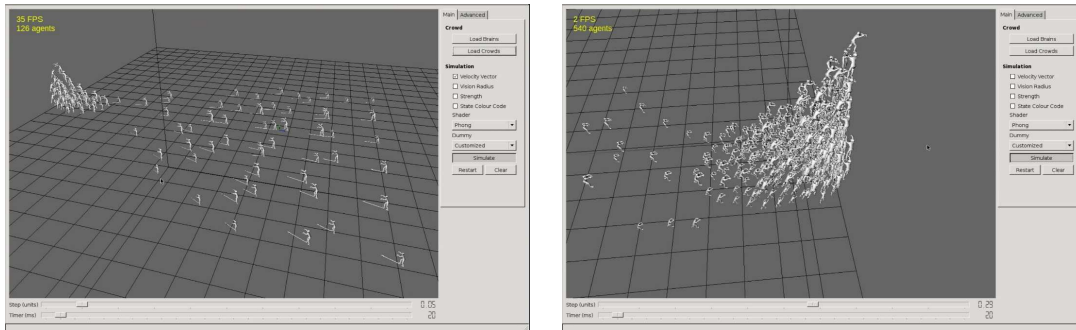 35 FPS
126 agents
Main Advanced
Crowd
Load Brains
Load Crowds
Simulation
Velocity Vector
Vision Radius
Strength
State Colour Code
Shader
Phong
Dummy
Customized
Simulate
Restart Clear
Step (units) 0.05
Timer (ms) 20
2 FPS
540 agents
Main Advanced
Crowd
Load Brains
Load Crowds
Simulation
Velocity Vector
Vision Radius
Strength
State Colour Code
Shader
Phong
Dummy
Customized
Simulate
Restart Clear
Step (units) 0.29
Timer (ms) 20